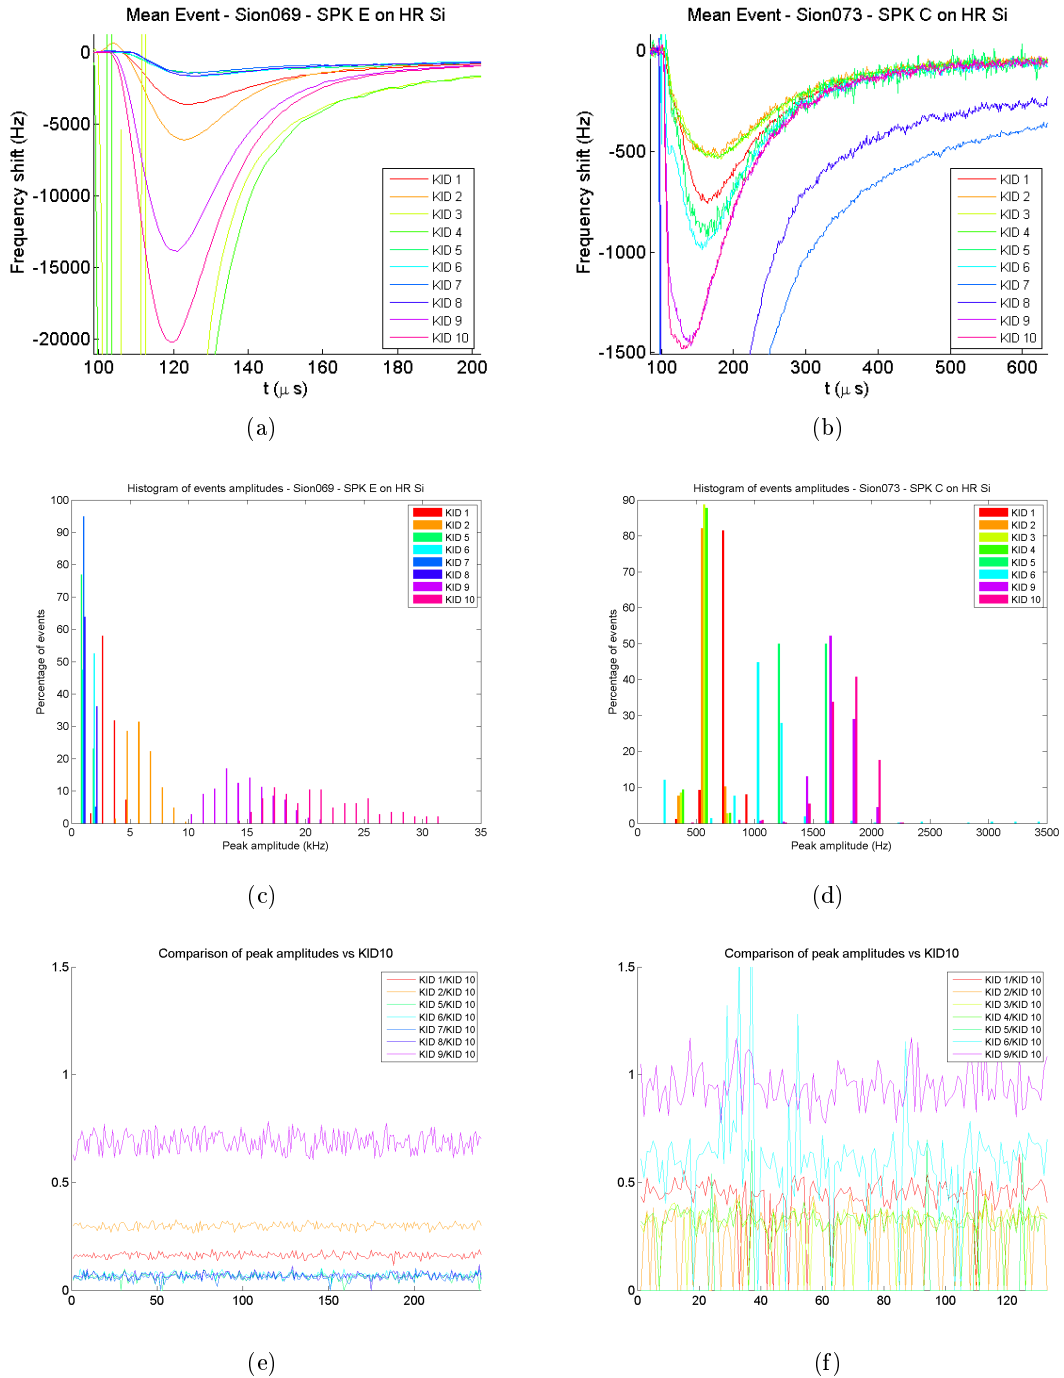 Mean Event - Sion069 - SPK E on HR Si
Frequency shift (Hz)
0
-5000
-10000
-15000
-20000
100 120 140 160 180 200
t (μ s)
KID 1
KID 2
KID 3
KID 4
KID 5
KID 6
KID 7
KID 8
KID 9
KID 10
(a)
Mean Event - Sion073 - SPK C on HR Si
Frequency shift (Hz)
0
-500
-1000
-1500
100 200 300 400 500 600
t (μ s)
KID 1
KID 2
KID 3
KID 4
KID 5
KID 6
KID 7
KID 8
KID 9
KID 10
(b)
Histogram of events amplitudes - Sion069 - SPK E on HR Si
Percentage of events
100
90
80
70
60
50
40
30
20
10
0
0 5 10 15 20 25 30 35
Peak amplitude (kHz)
KID 1
KID 2
KID 5
KID 6
KID 7
KID 8
KID 9
KID 10
(c)
Histogram of events amplitudes - Sion073 - SPK C on HR Si
Percentage of events
90
80
70
60
50
40
30
20
10
0
0 500 1000 1500 2000 2500 3000 3500
Peak amplitude (Hz)
KID 1
KID 2
KID 3
KID 4
KID 5
KID 6
KID 9
KID 10
(d)
Comparison of peak amplitudes vs KID10
1.5
1
0.5
0
0 50 100 150 200
KID 1/KID 10
KID 2/KID 10
KID 5/KID 10
KID 6/KID 10
KID 7/KID 10
KID 8/KID 10
KID 9/KID 10
(e)
Comparison of peak amplitudes vs KID10
1.5
1
0.5
0
0 20 40 60 80 100 120
KID 1/KID 10
KID 2/KID 10
KID 3/KID 10
KID 4/KID 10
KID 5/KID 10
KID 6/KID 10
KID 9/KID 10
(f)